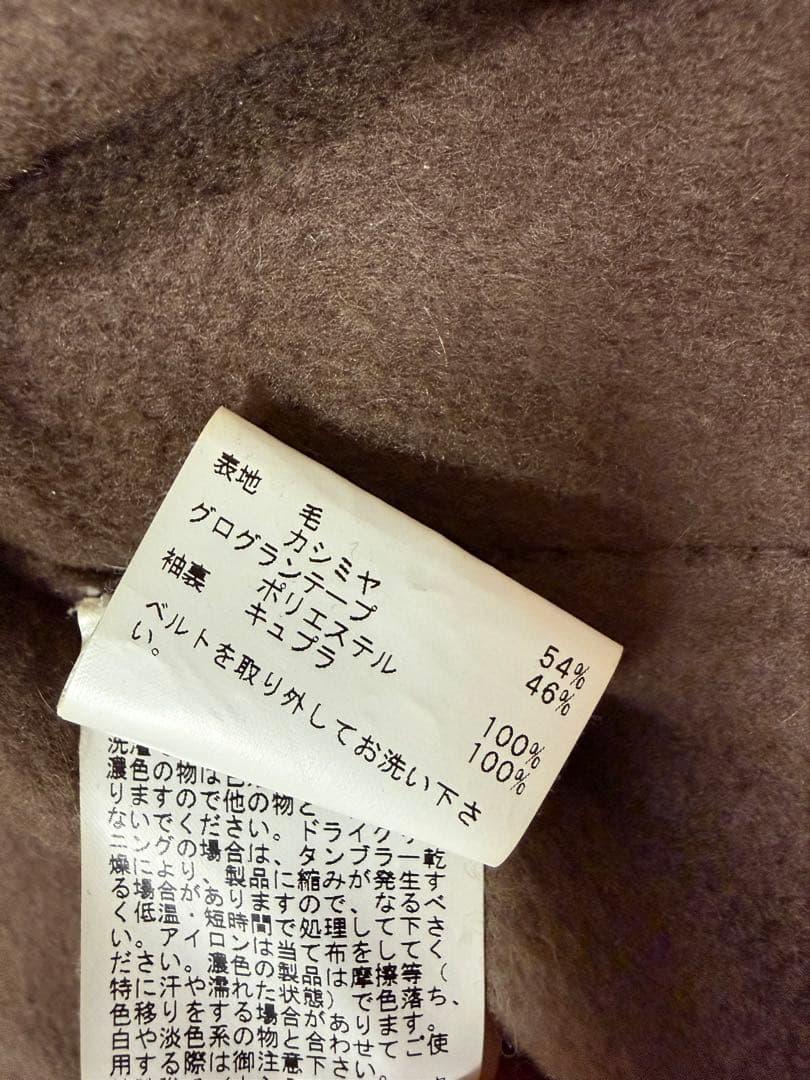 表地 毛 54%
カシミヤ 46%
グログランテープ
ポリエステル 100%
袖裏 キュプラ 100%
ベルトを取り外してお洗い下さ
い。
洗濯
濃色の物は色
りますので他の物と
ないでください。ドライクリ
ニングの場合は、タンブラー乾
燥により、製品に縮みが発生す
る場合がありますので、なるべ
く低温・短時間で処理して下さ
い。アイロンは当て布をしてく
ださい。濃色の製品は摩擦等(
特に汗や濡れた状態)で色落ち、
色移りをする場合があります。
白や淡色系の物と合わせてご使
用する際は御注意下さい。